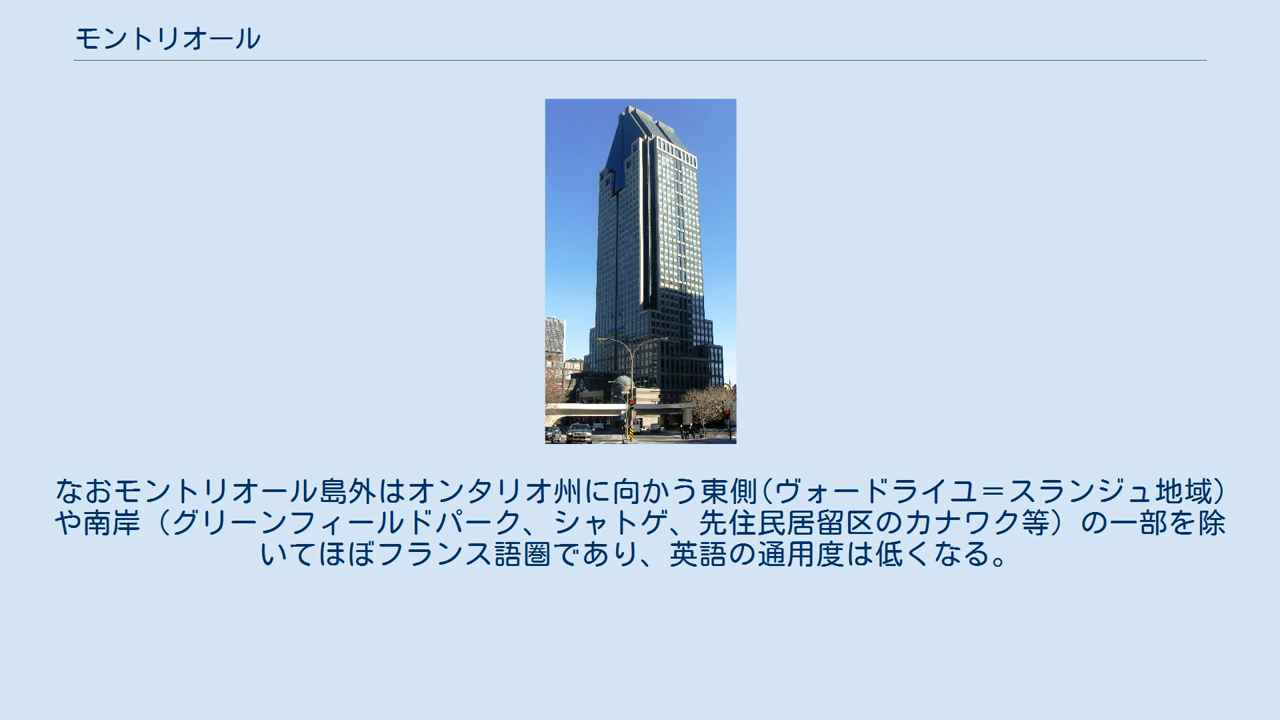 モントリオール
なおモントリオール島外はオンタリオ州に向かう東側(ヴォードライユ＝スランジュ地域）
や南岸（グリーンフィールドパーク、シャトゲ、先住民居留区のカナワク等）の一部を除
いてほぼフランス語圏であり、英語の通用度は低くなる。